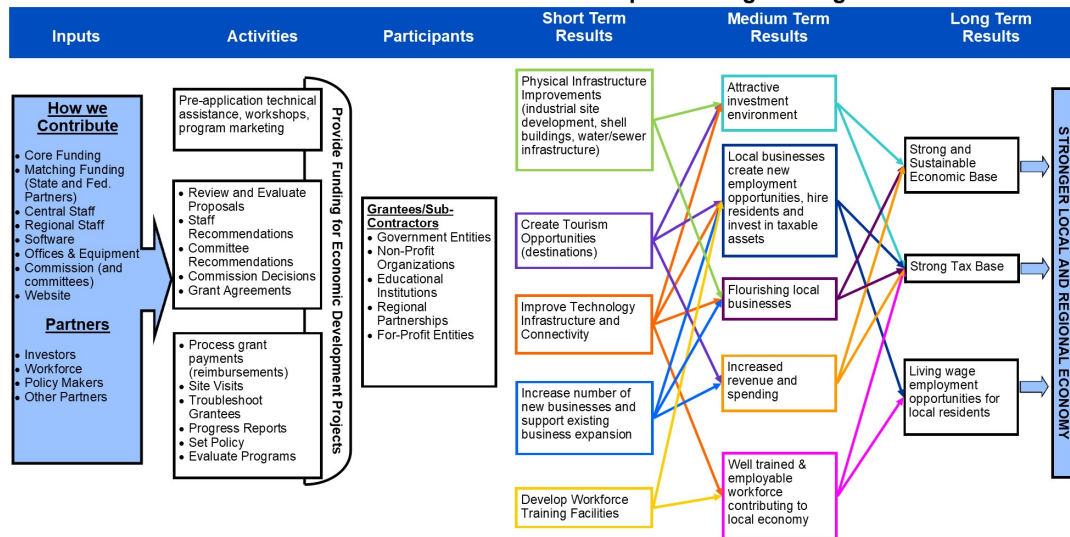 Inputs
Activities
Participants
Short Term
Results
Medium Term
Results
Long Term
Results
How we
Contribute
• Core Funding
• Matching Funding
(State and Fed.
Partners)
• Central Staff
• Regional Staff
• Software
• Offices & Equipment
• Commission (and
committees)
• Website
Partners
• Investors
• Workforce
• Policy Makers
• Other Partners
Pre-application technical
assistance, workshops,
program marketing
• Review and Evaluate
Proposals
• Staff
Recommendations
• Committee
Recommendations
• Commission Decisions
• Grant Agreements
• Process grant
payments
(reimbursements)
• Site Visits
• Troubleshoot
Grantees
• Progress Reports
• Set Policy
• Evaluate Programs
Provide Funding for Economic Development Projects
Grantees/Sub-
Contractors
• Government Entities
• Non-Profit
Organizations
• Educational
Institutions
• Regional
Partnerships
• For-Profit Entities
Physical Infrastructure
Improvements
(industrial site
development, shell
buildings, water/sewer
infrastructure)
Create Tourism
Opportunities
(destinations)
Improve Technology
Infrastructure and
Connectivity
Increase number of
new businesses and
support existing
business expansion
Develop Workforce
Training Facilities
Attractive
investment
environment
Local businesses
create new
employment
opportunities, hire
residents and
invest in taxable
assets
Flourishing local
businesses
Increased
revenue and
spending
Well trained &
employable
workforce
contributing to
local economy
Strong and
Sustainable
Economic Base
Strong Tax Base
Living wage
employment
opportunities for
local residents
STRONGER LOCAL AND REGIONAL ECONOMY